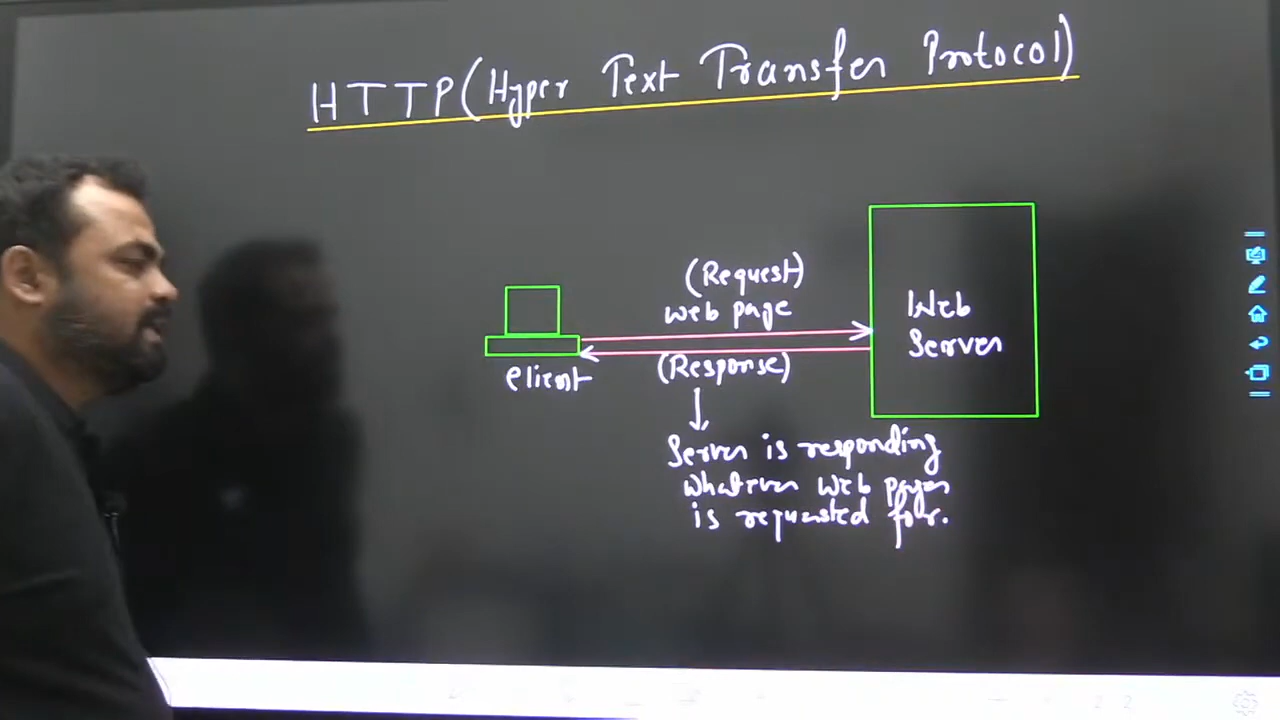 HTTP(Hyper Text Transfer Protocol)
(Request)
web page
Web
Server
client
(Response)
Server is responding
whatever web pages
is requested for.